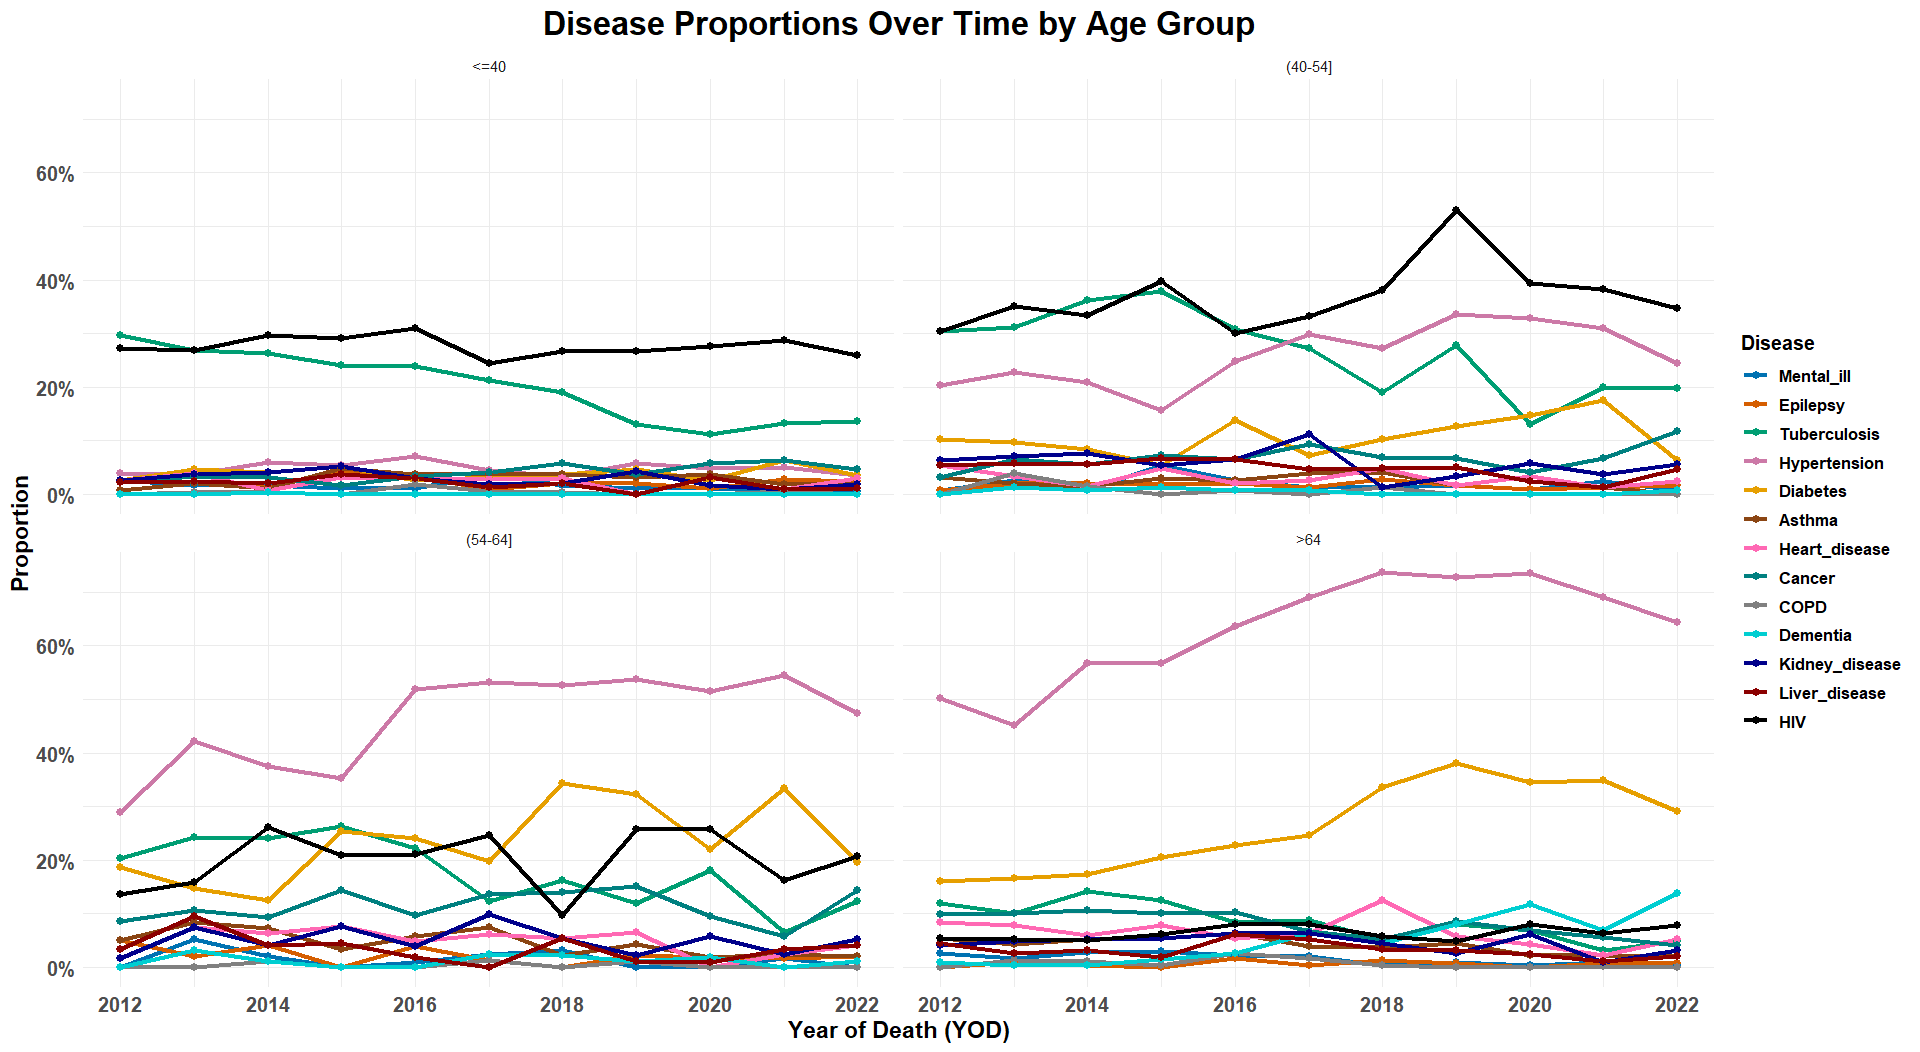 Disease Proportions Over Time by Age Group
<=40
(40-54]
60%
40%
20%
0%
(54-64]
>64
60%
40%
20%
0%
Proportion
2012 2014 2016 2018 2020 2022
2012 2014 2016 2018 2020 2022
Year of Death (YOD)
Disease
Mental_ill
Epilepsy
Tuberculosis
Hypertension
Diabetes
Asthma
Heart_disease
Cancer
COPD
Dementia
Kidney_disease
Liver_disease
HIV